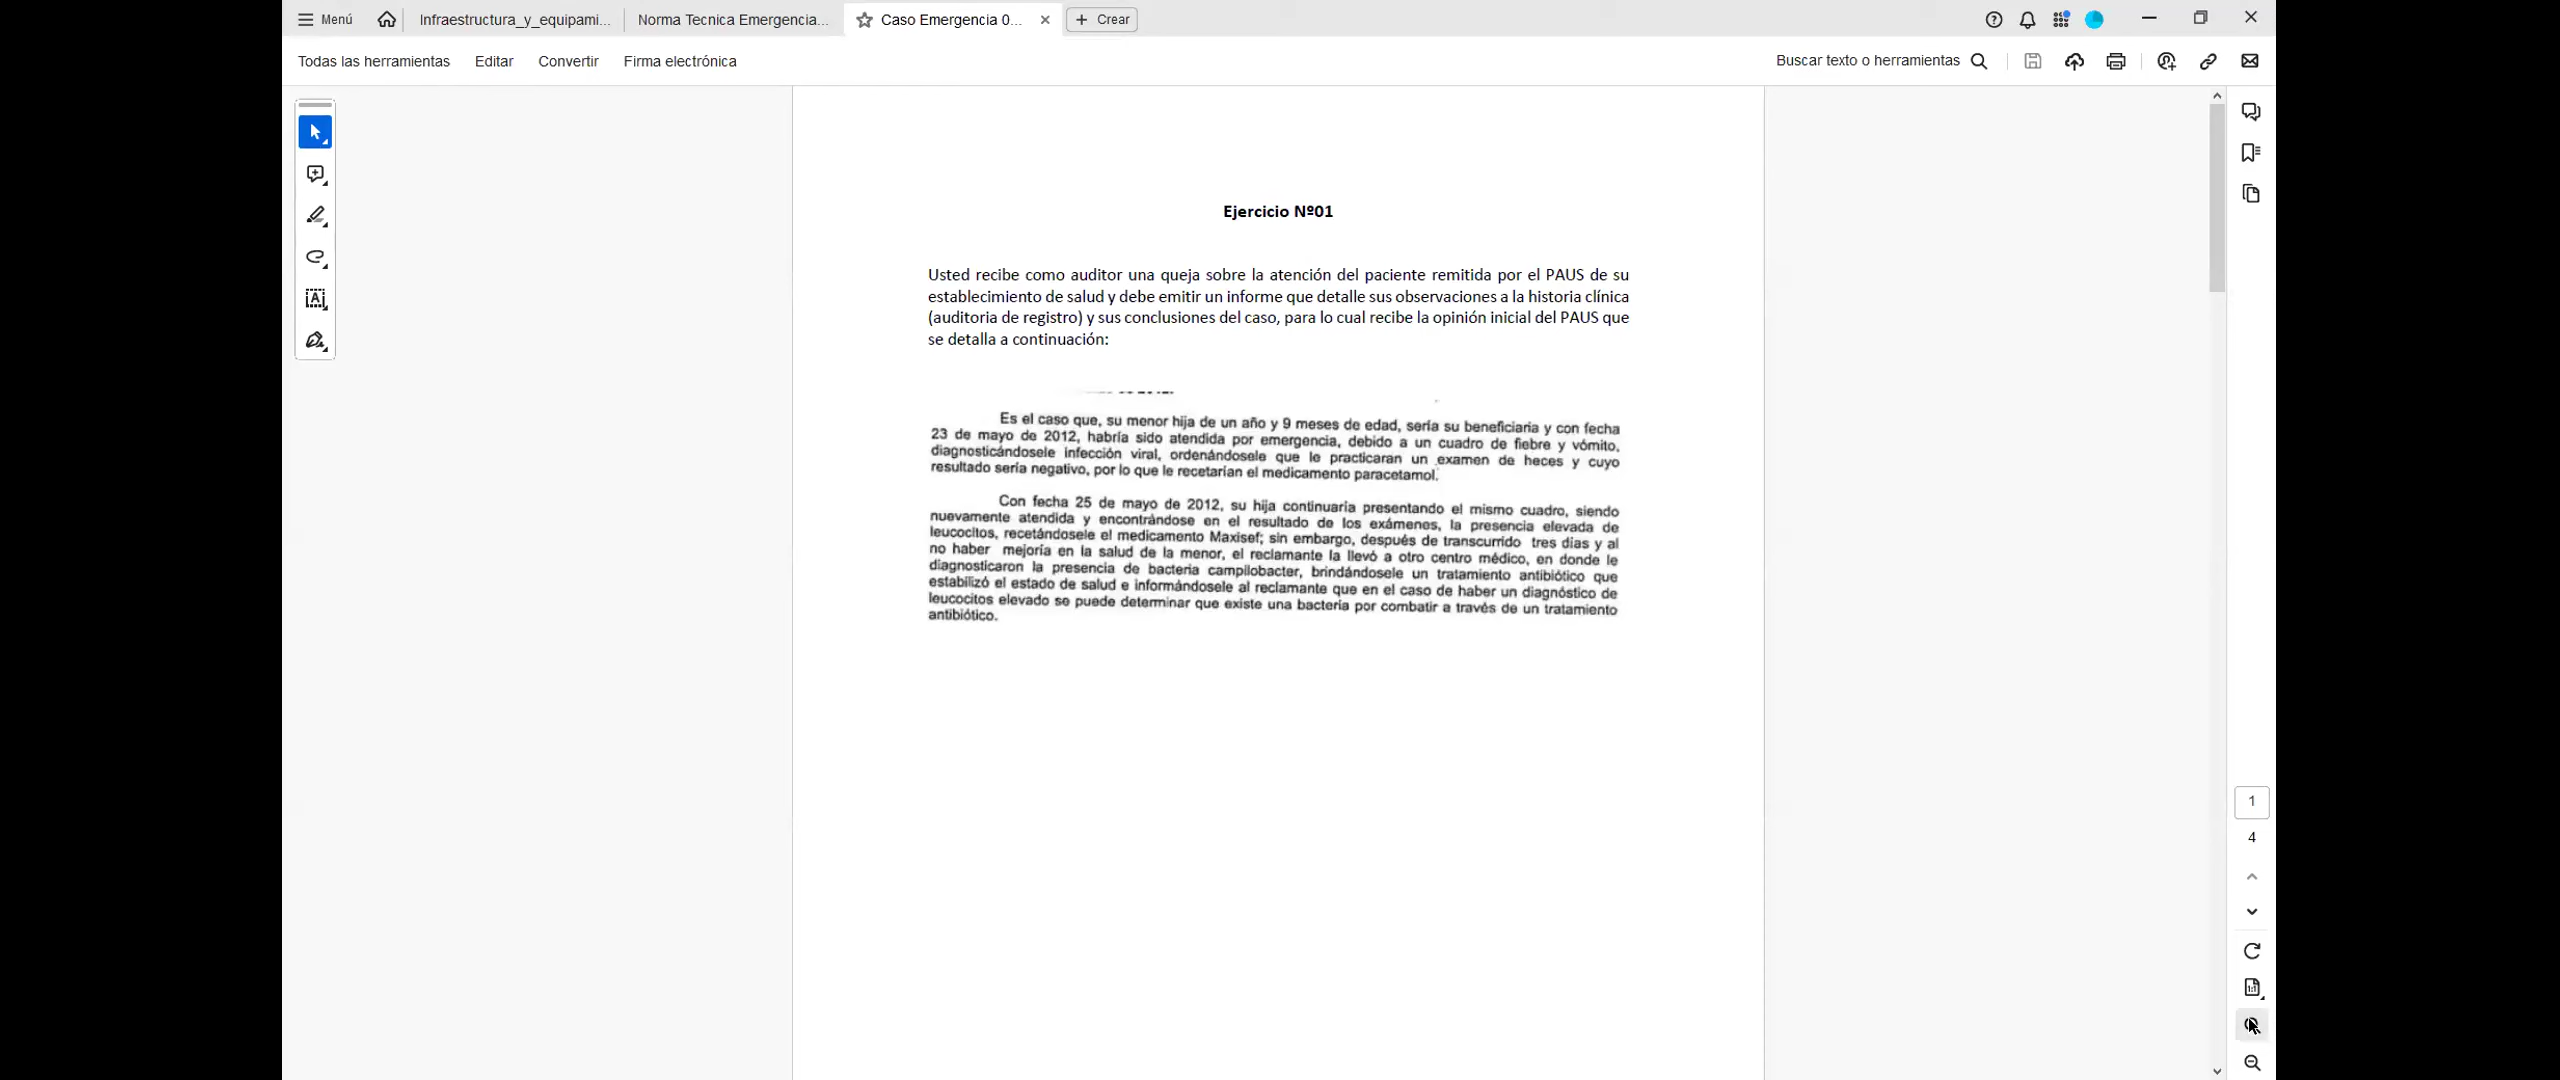 Menú
Infraestructura_y_equipami...
Norma Tecnica Emergencia...
Caso Emergencia 0...
Crear
Todas las herramientas
Editar
Convertir
Firma electrónica
Buscar texto o herramientas
Ejercicio Nº01
Usted recibe como auditor una queja sobre la atención del paciente remitida por el PAUS de su
establecimiento de salud y debe emitir un informe que detalle sus observaciones a la historia clínica
(auditoria de registro) y sus conclusiones del caso, para lo cual recibe la opinión inicial del PAUS que
se detalla a continuación:
Es el caso que, su menor hija de un año y 9 meses de edad, sería su beneficiaria y con fecha
23 de mayo de 2012, habría sido atendida por emergencia, debido a un cuadro de fiebre y vómito,
diagnosticándosele infección viral, ordenándosele que le practicaran un examen de heces y cuyo
resultado sería negativo, por lo que le recetarían el medicamento paracetamol.
Con fecha 25 de mayo de 2012, su hija continuaría presentando el mismo cuadro, siendo
nuevamente atendida y encontrándose en el resultado de los exámenes, la presencia elevada de
leucocitos, recetándosele el medicamento Maxisef; sin embargo, después de transcurrido tres días y al
no haber mejoría en la salud de la menor, el reclamante la llevó a otro centro médico, en donde le
diagnosticaron la presencia de bacteria campilobacter, brindándosele un tratamiento antibiótico que
estabilizó el estado de salud e informándosele al reclamante que en el caso de haber un diagnóstico de
leucocitos elevado se puede determinar que existe una bacteria por combatir a través de un tratamiento
antibiótico.
1
4